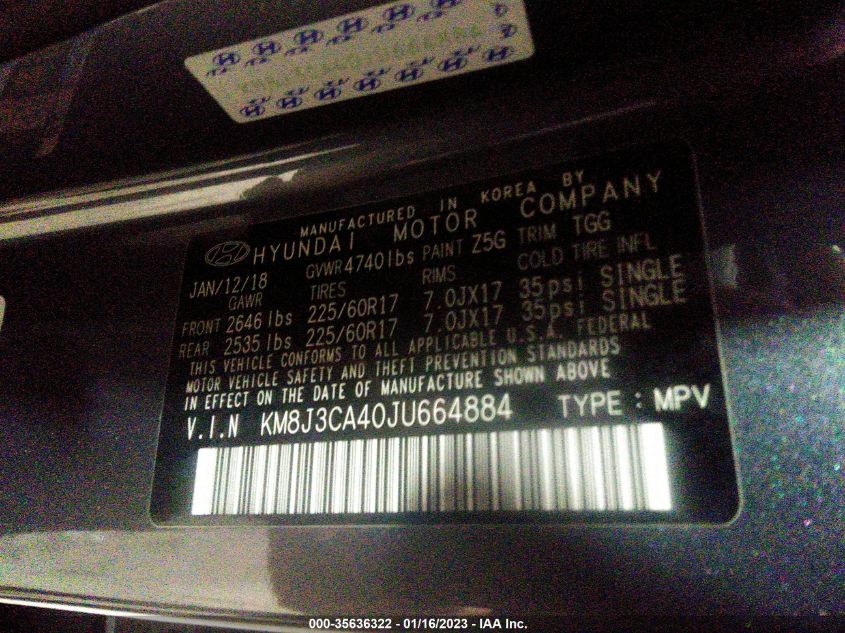 MANUFACTURED IN KOREA BY
HYUNDAI MOTOR COMPANY
JAN/12/18 GVWR 4740 lbs PAINT Z5G TRIM TGG
GAWR TIRES RIMS COLD TIRE INFL
FRONT 2646 lbs 225/60R17 7.0JX17 35psi SINGLE
REAR 2535 lbs 225/60R17 7.0JX17 35psi SINGLE
THIS VEHICLE CONFORMS TO ALL APPLICABLE U.S.A. FEDERAL
MOTOR VEHICLE SAFETY AND THEFT PREVENTION STANDARDS
IN EFFECT ON THE DATE OF MANUFACTURE SHOWN ABOVE
V.I.N KM8J3CA40JU664884 TYPE : MPV
000-35636322 - 01/16/2023 - IAA Inc.